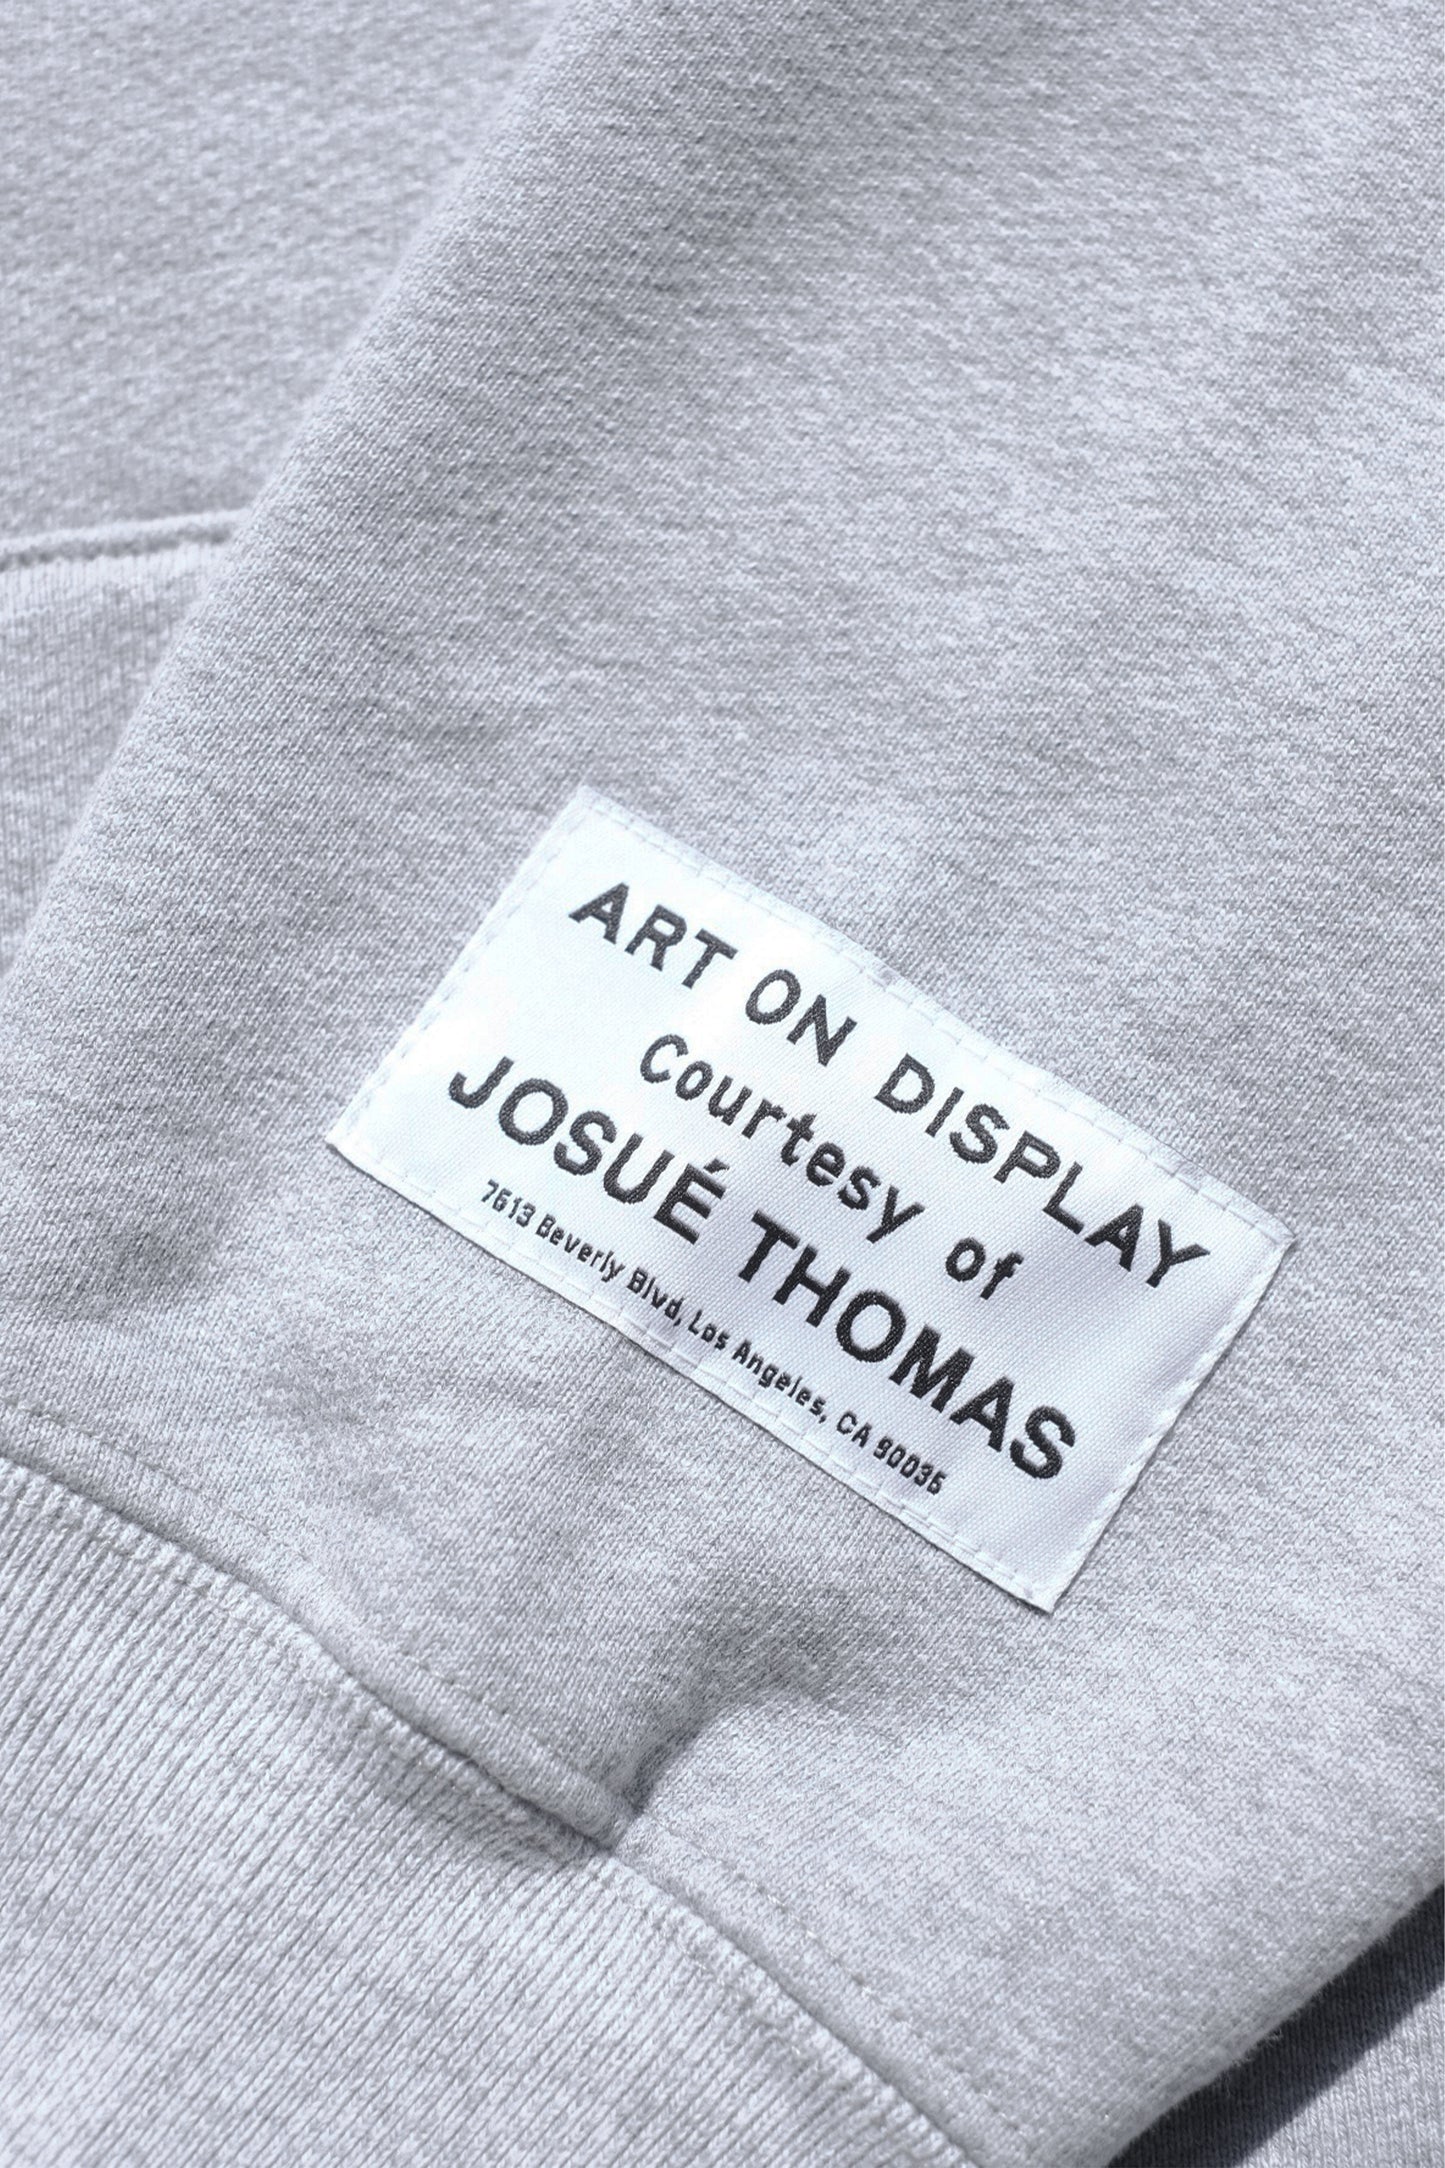 ART ON DISPLAY
Courtesy of
JOSUÉ THOMAS
7613 Beverly Blvd, Los Angeles, CA 90036